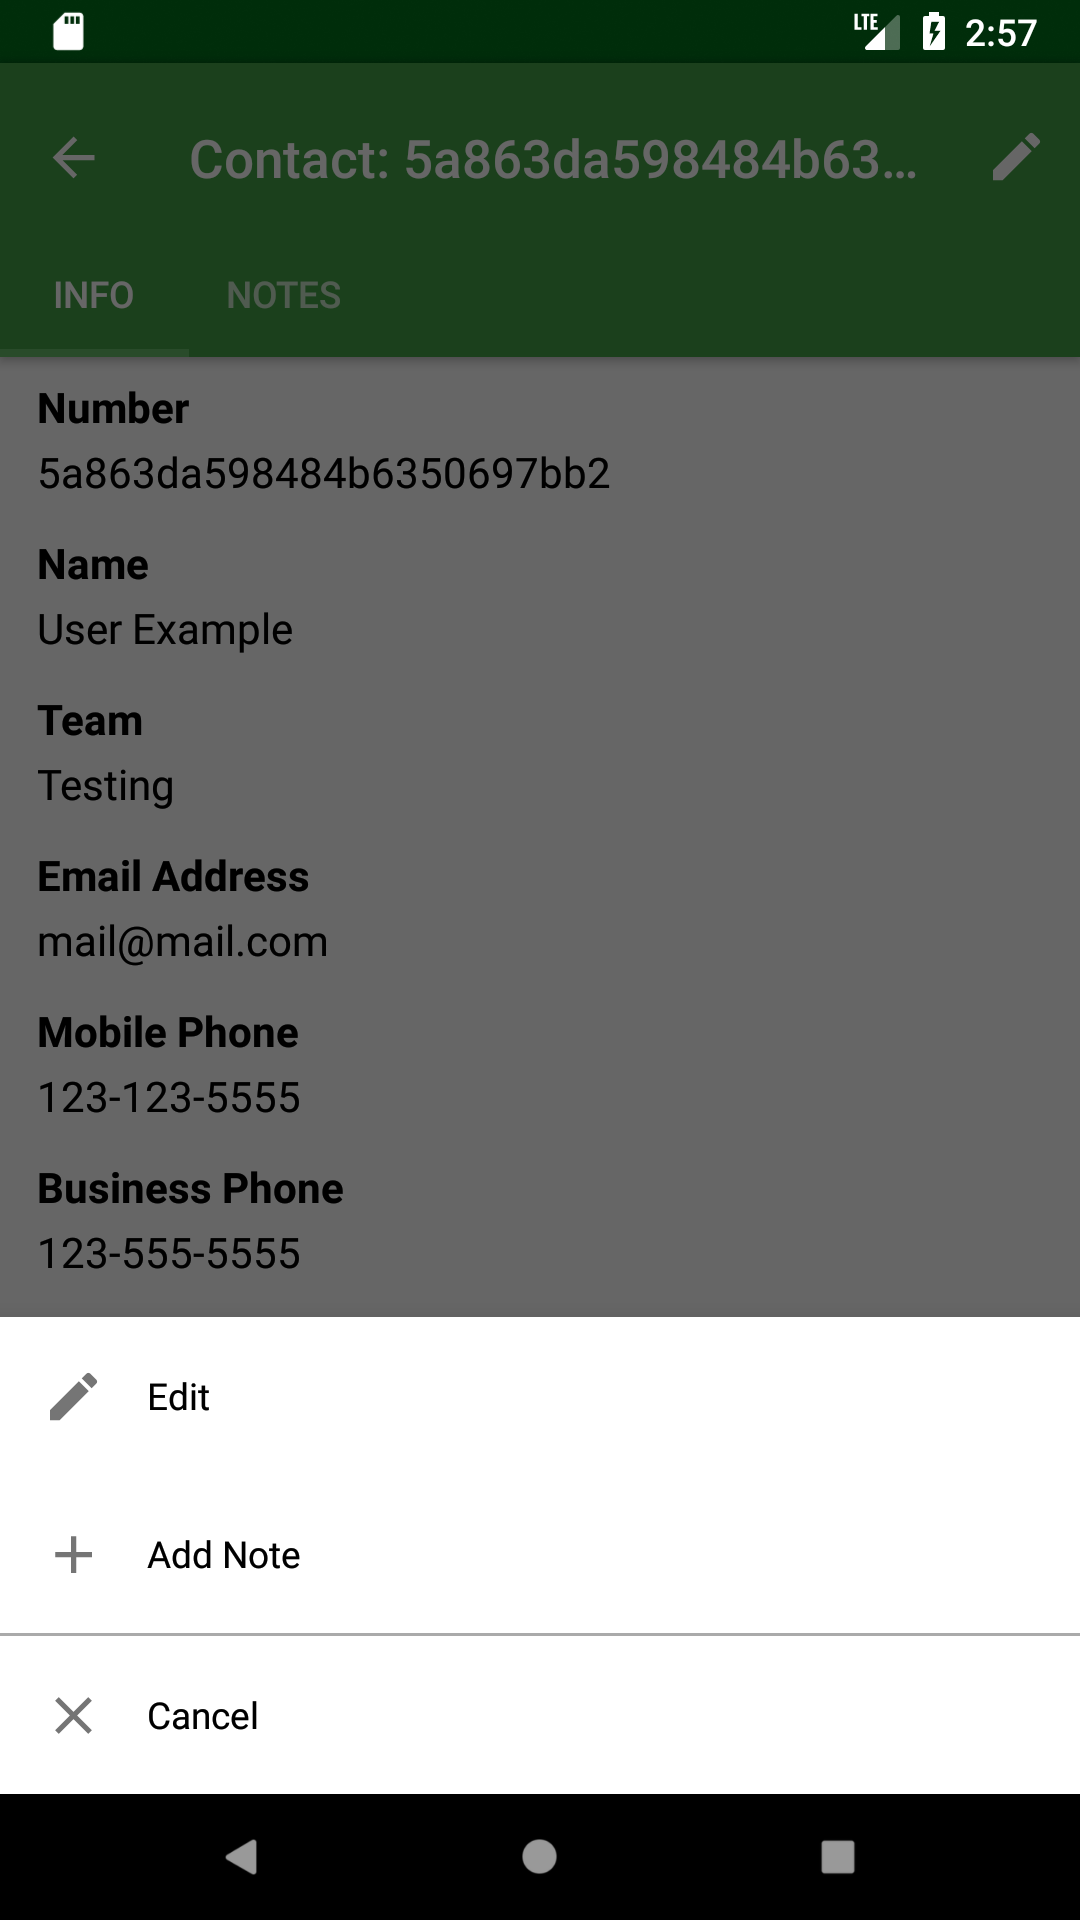 LTE 2:57
Contact: 5a863da598484b63...
INFO NOTES
Number
5a863da598484b6350697bb2
Name
User Example
Team
Testing
Email Address
mail@mail.com
Mobile Phone
123-123-5555
Business Phone
123-555-5555
Edit
Add Note
Cancel